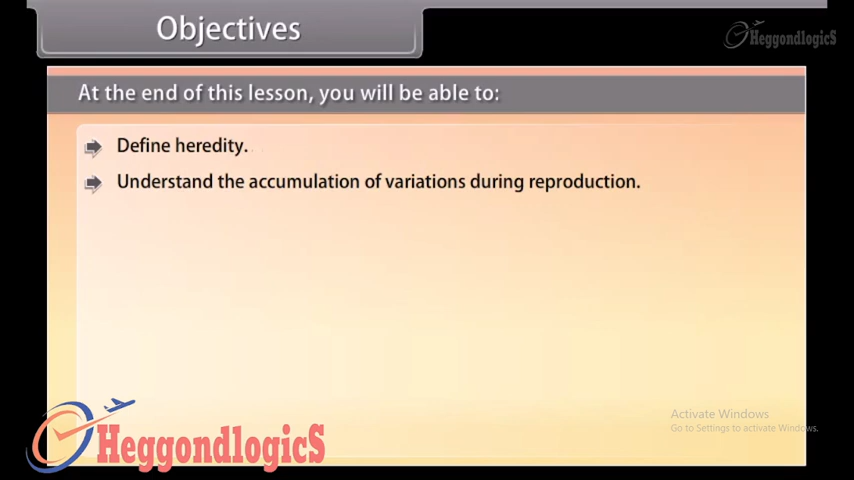 Objectives
HeggondlogicS
At the end of this lesson, you will be able to:
Define heredity.
Understand the accumulation of variations during reproduction.
Activate Windows
Go to Settings to activate Windows.
HeggondlogicS